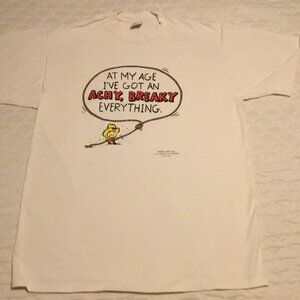 AT MY AGE
I'VE GOT AN
ACHY, BREAKY
EVERYTHING.